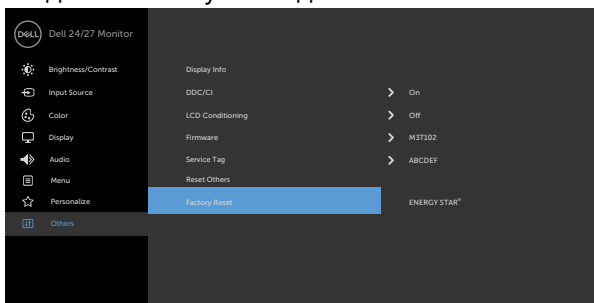 DELL Dell 24/27 Monitor
Brightness/Contrast Display Info
Input Source DDC/CI On
Color LCD Conditioning Off
Display Firmware M3T102
Audio Service Tag ABCDEF
Menu Reset Others
Personalize Factory Reset ENERGY STAR®
Others